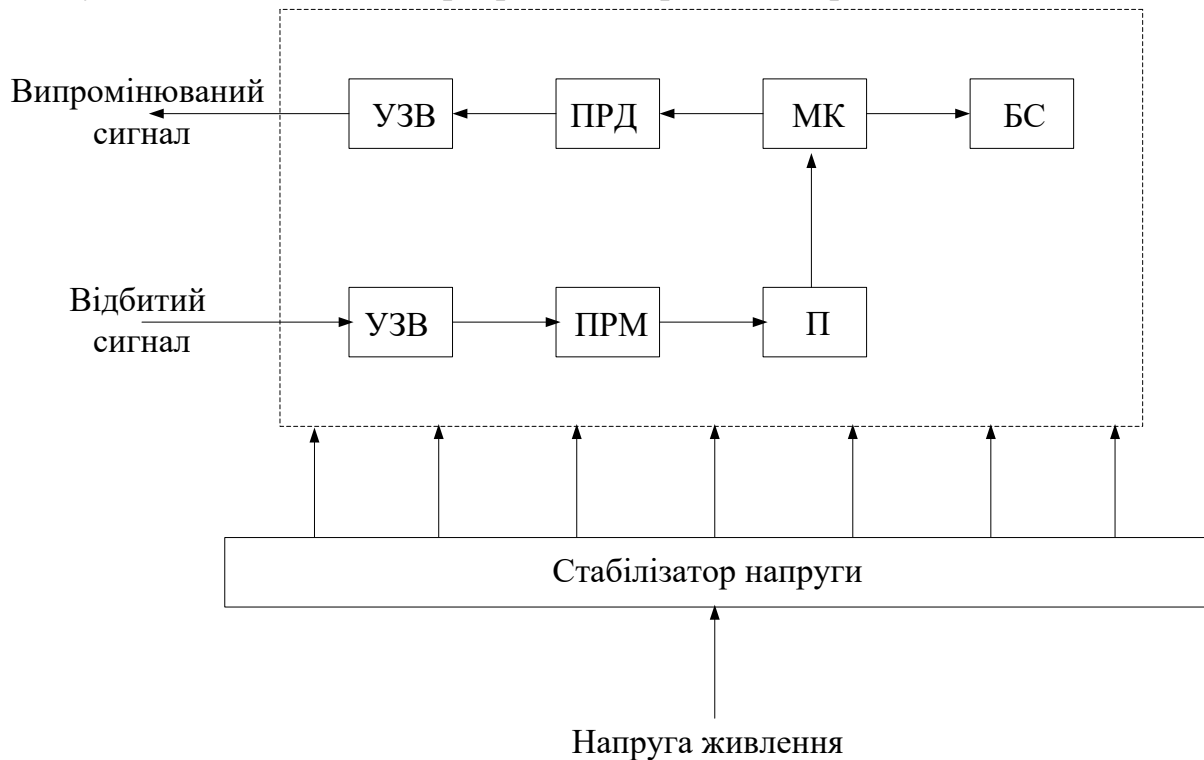 Випромінюваний
сигнал
УЗВ
ПРД
МК
БС
Відбитий
сигнал
УЗВ
ПРМ
П
Стабілізатор напруги
Напруга живлення